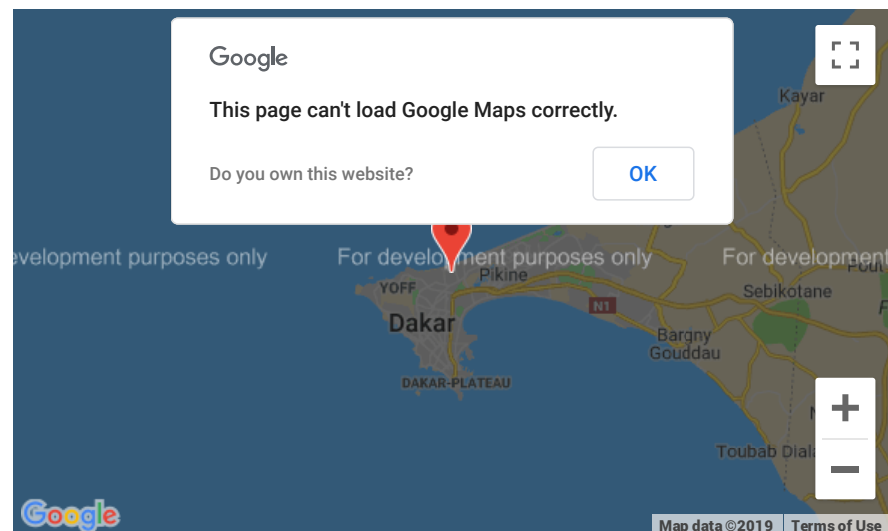 Google
This page can't load Google Maps correctly.
Do you own this website?
OK
Kayar
evelopment purposes only
For development purposes only
For development
Pikine
YOFF
Sebikotane
N1
Dakar
Bargny
Gouddau
DAKAR-PLATEAU
Toubab Dial
Google
Map data ©2019
Terms of Use